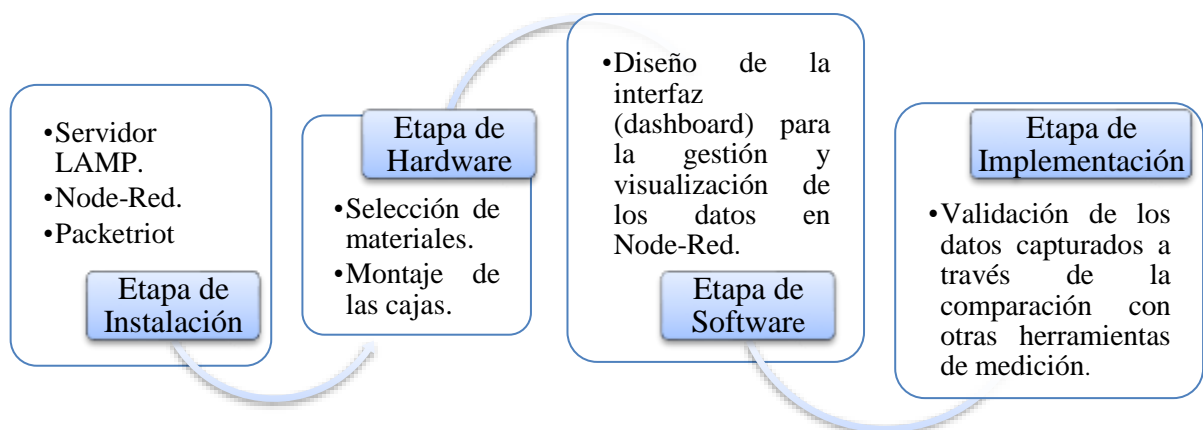 •Servidor
LAMP.
•Node-Red.
•Packetriot
Etapa de
Instalación
Etapa de
Hardware
•Selección de
materiales.
•Montaje de
las cajas.
•Diseño de la
interfaz
(dashboard) para
la gestión y
visualización de
los datos en
Node-Red.
Etapa de
Software
Etapa de
Implementación
•Validación de los
datos capturados a
través de la
comparación con
otras herramientas
de medición.